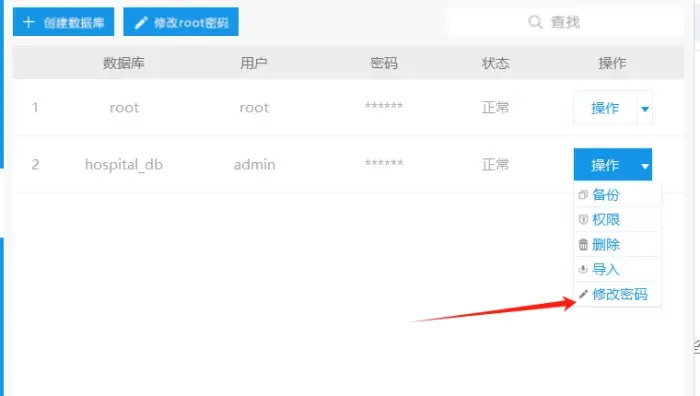 创建数据库 修改root密码 查找
数据库 用户 密码 状态 操作
1 root root ****** 正常 操作
2 hospital_db admin ****** 正常 操作
备份
权限
删除
导入
修改密码